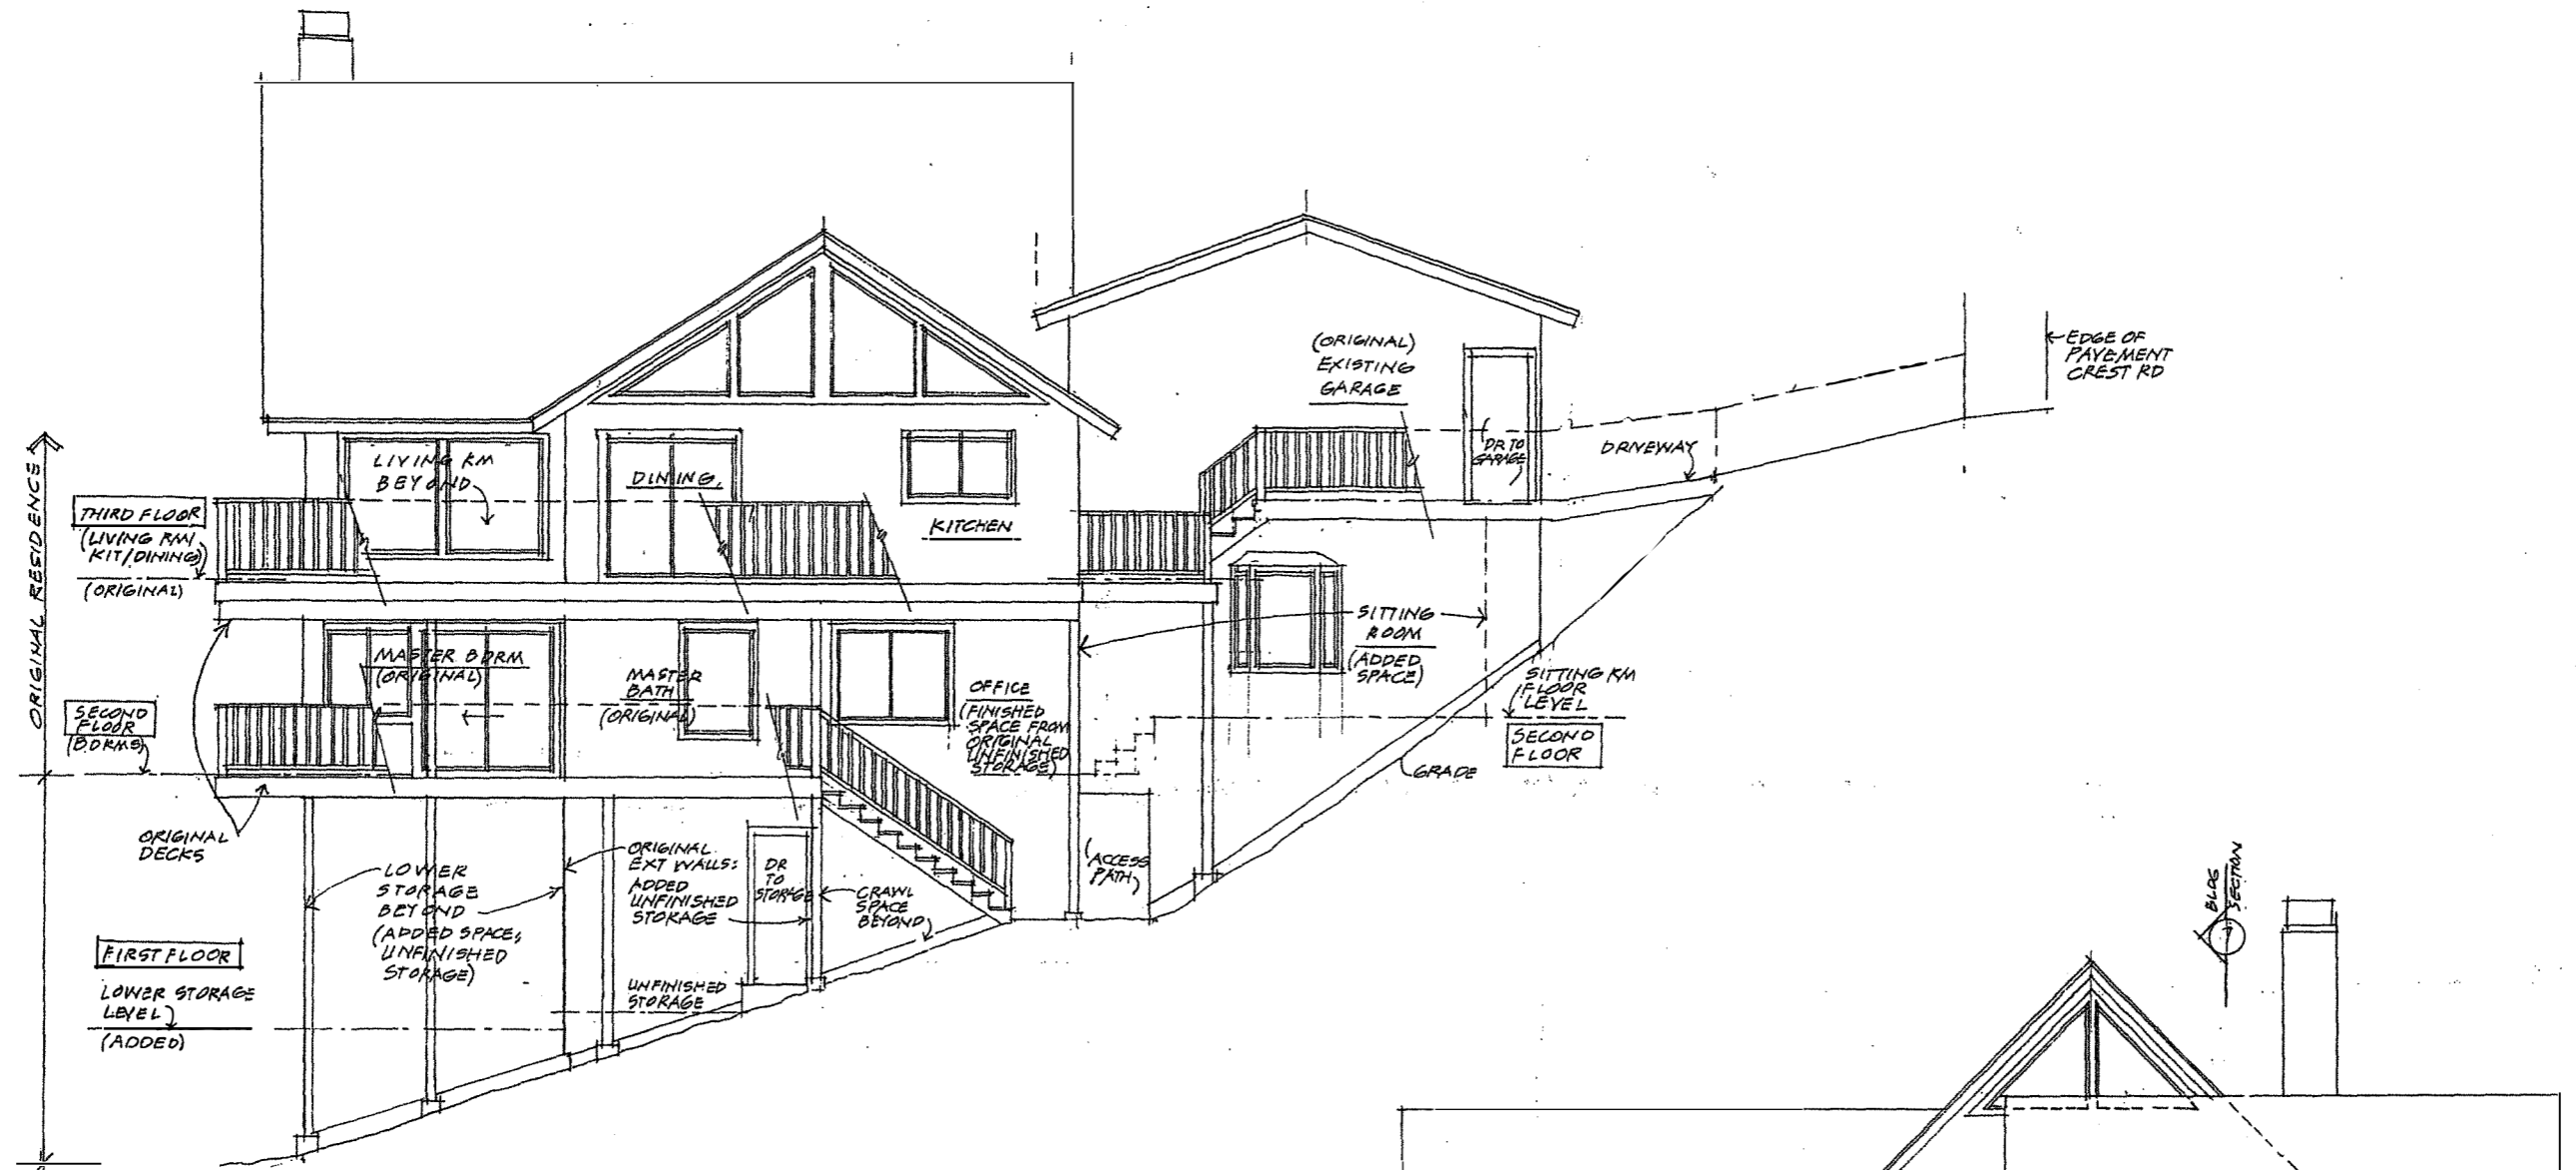 ORIGINAL RESIDENCE
THIRD FLOOR
(LIVING RM/
KIT/DINING)
(ORIGINAL)
SECOND
FLOOR
(BDRMS)
ORIGINAL
DECKS
FIRST FLOOR
LOWER STORAGE
LEVEL
(ADDED)
LIVING RM
BEYOND
DINING
KITCHEN
MASTER BDRM
(ORIGINAL)
MASTER
BATH
(ORIGINAL)
OFFICE
(FINISHED
SPACE FROM
ORIGINAL
UNFINISHED
STORAGE)
LOWER
STORAGE
BEYOND
(ADDED SPACE,
UNFINISHED
STORAGE)
ORIGINAL
EXT WALLS:
ADDED
UNFINISHED
STORAGE
DR
TO
STORAGE
CRAWL
SPACE
BEYOND
UNFINISHED
STORAGE
(ACCESS
PATH)
(ORIGINAL)
EXISTING
GARAGE
DR TO
GARAGE
DRIVEWAY
EDGE OF
PAVEMENT
CREST RD
SITTING
ROOM
(ADDED
SPACE)
SITTING RM
FLOOR
LEVEL
SECOND
FLOOR
GRADE
BLDG
SECTION
1